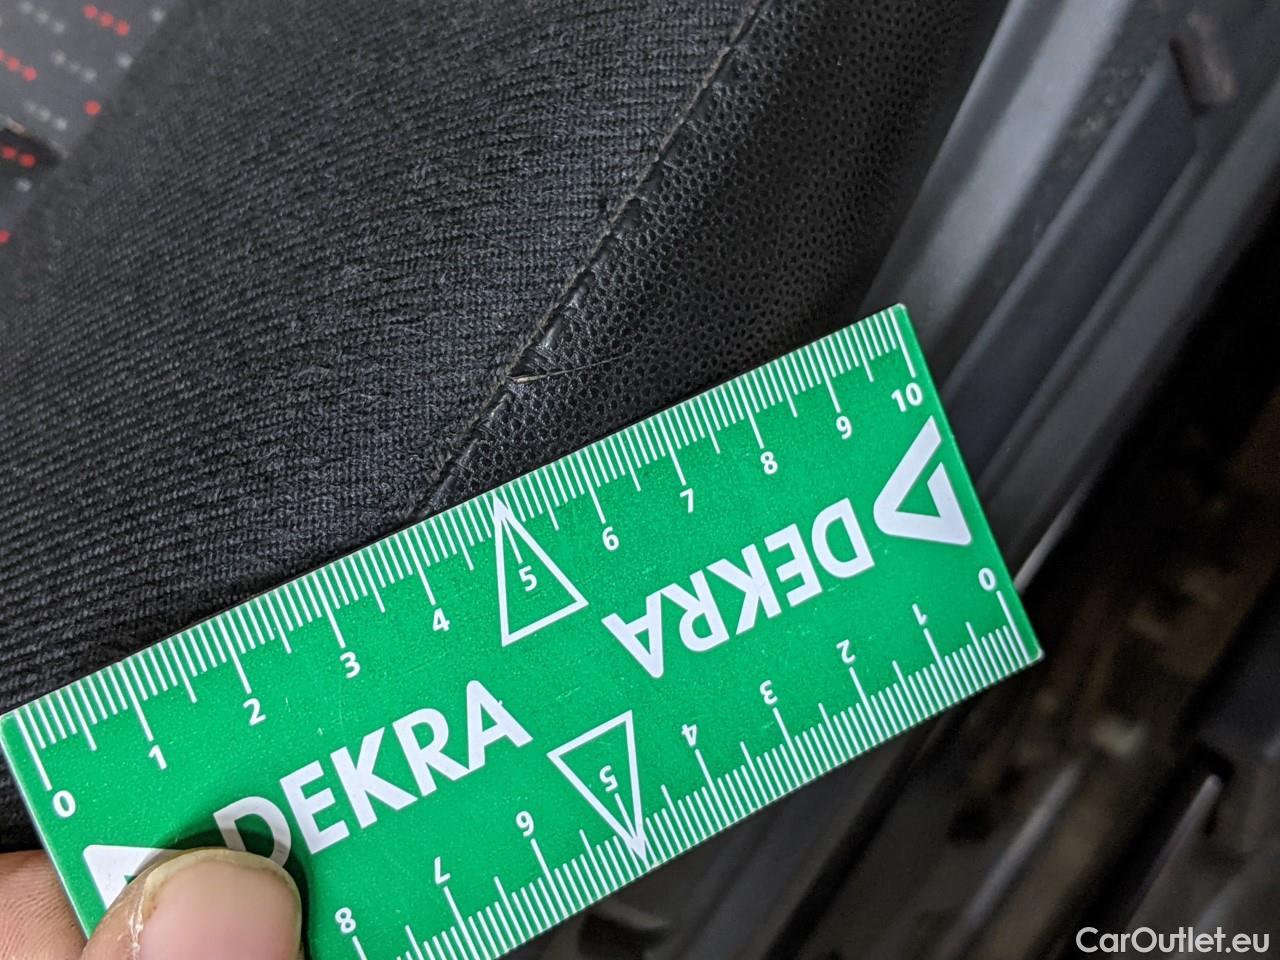 0 1 2 3 4 5 6 7 8 9 10
DEKRA
DEKRA
0 1 2 3 4 5 6 7 8
CarOutlet.eu